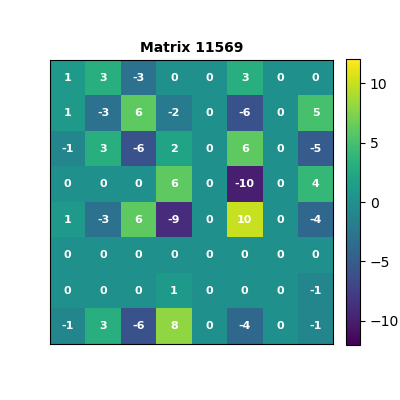 Matrix 11569
1 3 -3 0 0 3 0 0
1 -3 6 -2 0 -6 0 5
-1 3 -6 2 0 6 0 -5
0 0 0 6 0 -10 0 4
1 -3 6 -9 0 10 0 -4
0 0 0 0 0 0 0 0
0 0 0 1 0 0 0 -1
-1 3 -6 8 0 -4 0 -1
10
5
0
−5
−10